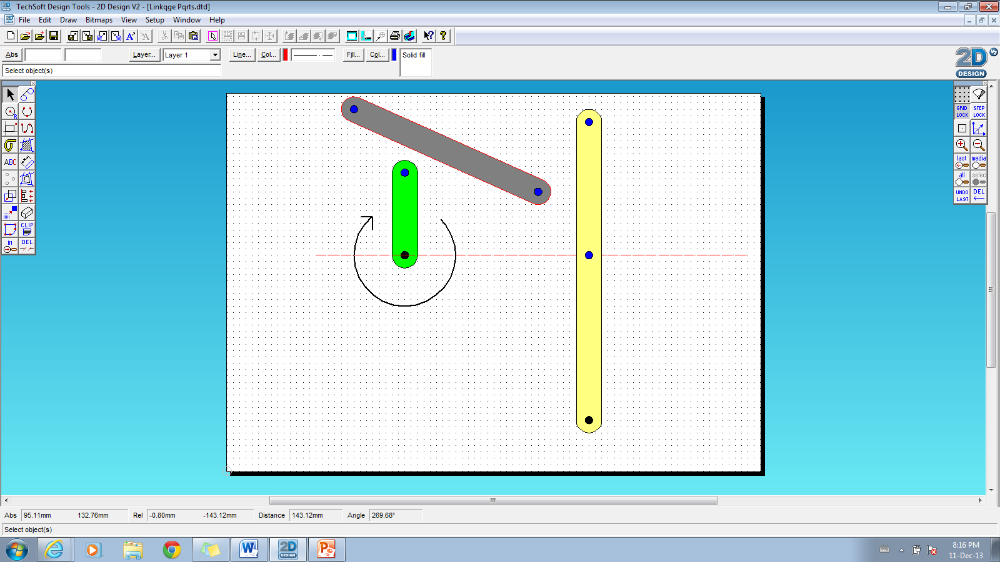 TechSoft Design Tools - 2D Design V2 - [Linkqge Pqrts.dtd]
File Edit Draw Bitmaps View Setup Window Help
Abs Layer... Layer 1 Line... Col... Fill... Col... Solid fill
2D V2
DESIGN
Select object(s)
R
ABC
CLIP
in DEL
GRID LOCK STEP LOCK
last media
all selec
UNDO LAST DEL
Abs 95.11mm 132.76mm Rel -0.80mm -143.12mm Distance 143.12mm Angle 269.68°
Select object(s)
W 2D DESIGN P
8:16 PM
11-Dec-13